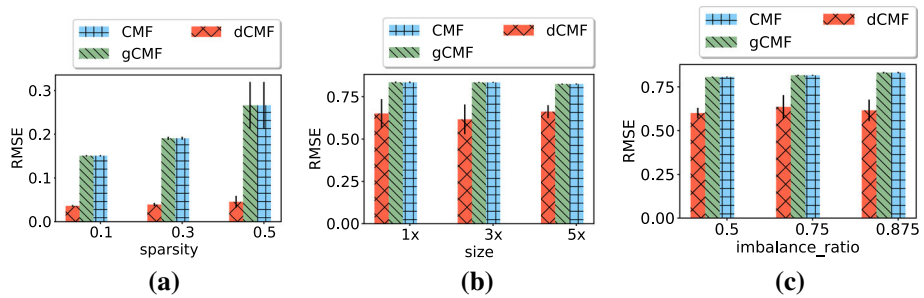 CMF
dCMF
gCMF
RMSE
0.3
0.2
0.1
0.0
0.1
0.3
0.5
sparsity
(a)
CMF
dCMF
gCMF
RMSE
0.75
0.50
0.25
0.00
1x
3x
5x
size
(b)
CMF
dCMF
gCMF
RMSE
0.75
0.50
0.25
0.00
0.5
0.75
0.875
imbalance_ratio
(c)